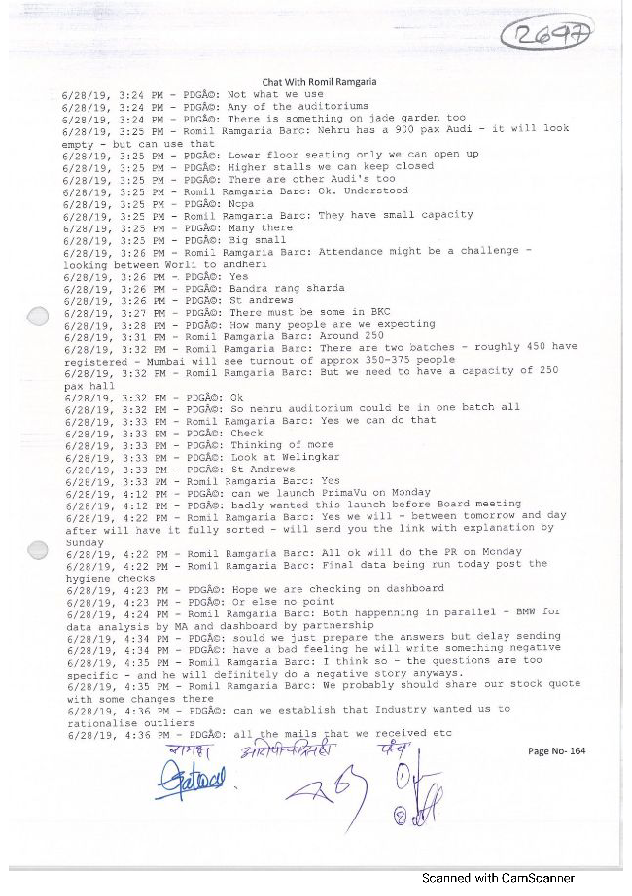 2697
Chat With Romil Ramgaria
6/28/19, 3:24 PM - PDGÂ©: Not what we use
6/28/19, 3:24 PM - PDGÂ©: Any of the auditoriums
6/28/19, 3:24 PM - PDGÂ©: There is something on jade garden too
6/28/19, 3:25 PM - Romil Ramgaria Barc: Nehru has a 900 pax Audi - it will look
empty - but can use that
6/28/19, 3:25 PM - PDGÂ©: Lower floor seating only we can open up
6/28/19, 3:25 PM - PDGÂ©: Higher stalls we can keep closed
6/28/19, 3:25 PM - PDGÂ©: There are other Audi's too
6/28/19, 3:25 PM - Romil Ramgaria Barc: Ok. Understood
6/28/19, 3:25 PM - PDGÂ©: Nopa
6/28/19, 3:25 PM - Romil Ramgaria Barc: They have small capacity
6/28/19, 3:25 PM - PDGÂ©: Many there
6/28/19, 3:25 PM - PDGÂ©: Big small
6/28/19, 3:26 PM - Romil Ramgaria Barc: Attendance might be a challenge -
looking between Worli to andheri
6/28/19, 3:26 PM - PDGÂ©: Yes
6/28/19, 3:26 PM - PDGÂ©: Bandra rang sharda
6/28/19, 3:26 PM - PDGÂ©: St andrews
6/28/19, 3:27 PM - PDGÂ©: There must be some in BKC
6/28/19, 3:28 PM - PDGÂ©: How many people are we expecting
6/28/19, 3:31 PM - Romil Ramgaria Barc: Around 250
6/28/19, 3:32 PM - Romil Ramgaria Barc: There are two batches - roughly 450 have
registered - Mumbai will see turnout of approx 350-375 people
6/28/19, 3:32 PM - Romil Ramgaria Barc: But we need to have a capacity of 250
pax hall
6/28/19, 3:32 PM - PDGÂ©: Ok
6/28/19, 3:32 PM - PDGÂ©: So nehru auditorium could be in one batch all
6/28/19, 3:33 PM - Romil Ramgaria Barc: Yes we can do that
6/28/19, 3:33 PM - PDGÂ©: Check
6/28/19, 3:33 PM - PDGÂ©: Thinking of more
6/28/19, 3:33 PM - PDGÂ©: Look at Welingkar
6/28/19, 3:33 PM - PDGÂ©: St Andrews
6/28/19, 3:33 PM - Romil Ramgaria Barc: Yes
6/28/19, 4:12 PM - PDGÂ©: can we launch PrimaVu on Monday
6/28/19, 4:12 PM - PDGÂ©: badly wanted this launch before Board meeting
6/28/19, 4:22 PM - Romil Ramgaria Barc: Yes we will - between tomorrow and day
after will have it fully sorted - will send you the link with explanation by
Sunday
6/28/19, 4:22 PM - Romil Ramgaria Barc: All ok will do the PR on Monday
6/28/19, 4:22 PM - Romil Ramgaria Barc: Final data being run today post the
hygiene checks
6/28/19, 4:23 PM - PDGÂ©: Hope we are checking on dashboard
6/28/19, 4:23 PM - PDGÂ©: Or else no point
6/28/19, 4:24 PM - Romil Ramgaria Barc: Both happenning in parallel - BMW for
data analysis by MA and dashboard by partnership
6/28/19, 4:34 PM - PDGÂ©: sould we just prepare the answers but delay sending
6/28/19, 4:34 PM - PDGÂ©: have a bad feeling he will write something negative
6/28/19, 4:35 PM - Romil Ramgaria Barc: I think so - the questions are too
specific - and he will definitely do a negative story anyways.
6/28/19, 4:35 PM - Romil Ramgaria Barc: We probably should share our stock quote
with some changes there
6/28/19, 4:36 PM - PDGÂ©: can we establish that Industry wanted us to
rationalise outliers
6/28/19, 4:36 PM - PDGÂ©: all the mails that we received etc
Page No- 164
Scanned with CamScanner